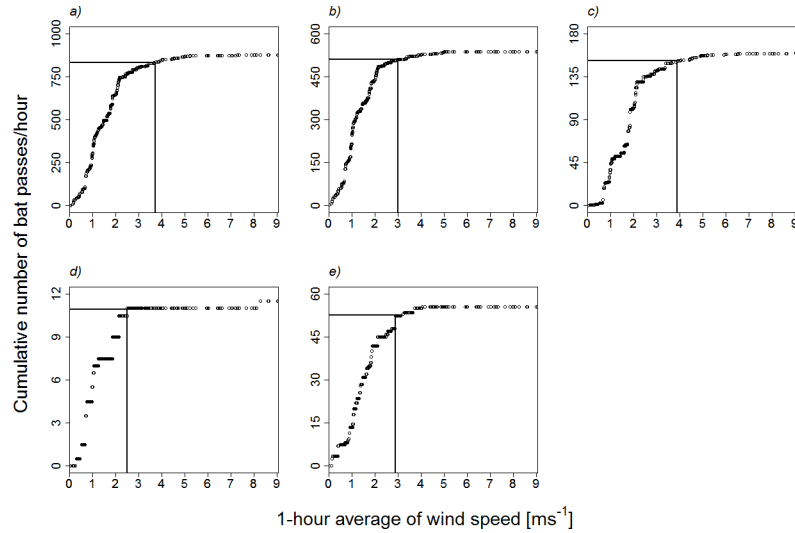 a)
b)
c)
1000
750
500
250
0
0 1 2 3 4 5 6 7 8 9
600
450
300
150
0
0 1 2 3 4 5 6 7 8 9
180
135
90
45
0
0 1 2 3 4 5 6 7 8 9
Cumulative number of bat passes/hour
d)
e)
12
9
6
3
0
0 1 2 3 4 5 6 7 8 9
60
45
30
15
0
0 1 2 3 4 5 6 7 8 9
1-hour average of wind speed [ms⁻¹]